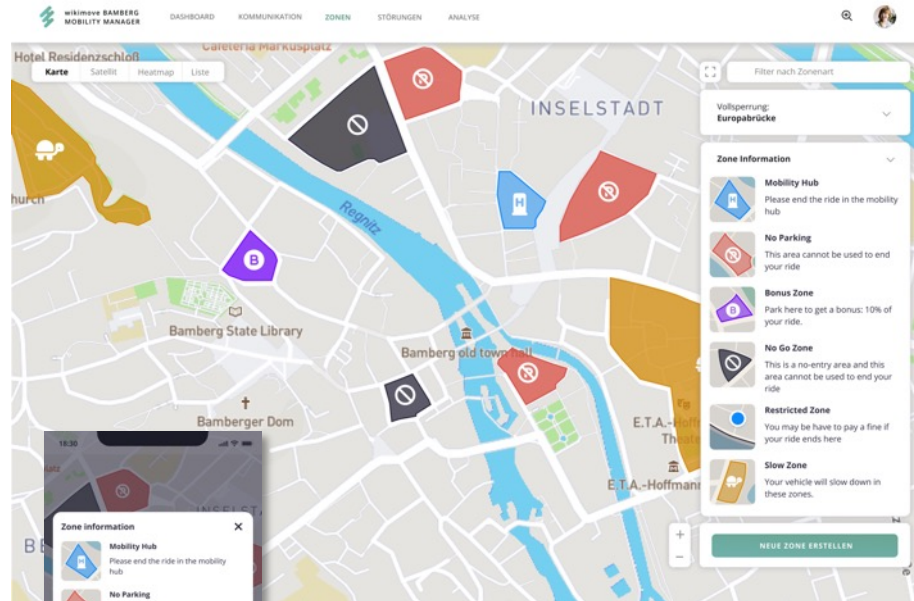 wikimove BAMBERG
MOBILITY MANAGER
DASHBOARD
KOMMUNIKATION
ZONEN
STÖRUNGEN
ANALYSE
Hotel Residenzschloß
Cafeteria Markusplatz
Karte
Satellit
Heatmap
Liste
Filter nach Zonenart
INSELSTADT
Vollsperrung:
Europabrücke
Zone Information
Mobility Hub
Please end the ride in the mobility
hub
No Parking
This area cannot be used to end
your ride
Bonus Zone
Park here to get a bonus: 10% of
your ride.
No Go Zone
This is a no-entry area and this
area cannot be used to end your
ride
Restricted Zone
You may be have to pay a fine if
your ride ends here
Slow Zone
Your vehicle will slow down in
these zones.
NEUE ZONE ERSTELLEN
H
hurch
Regnitz
B
Bamberg State Library
Bamberg old town hall
Bamberger Dom
E.T.A.-Hoff
Theat
E.T.A.-Hoffmann
18:30
INSELST
Zone information
Mobility Hub
Please end the ride in the mobility
hub
No Parking